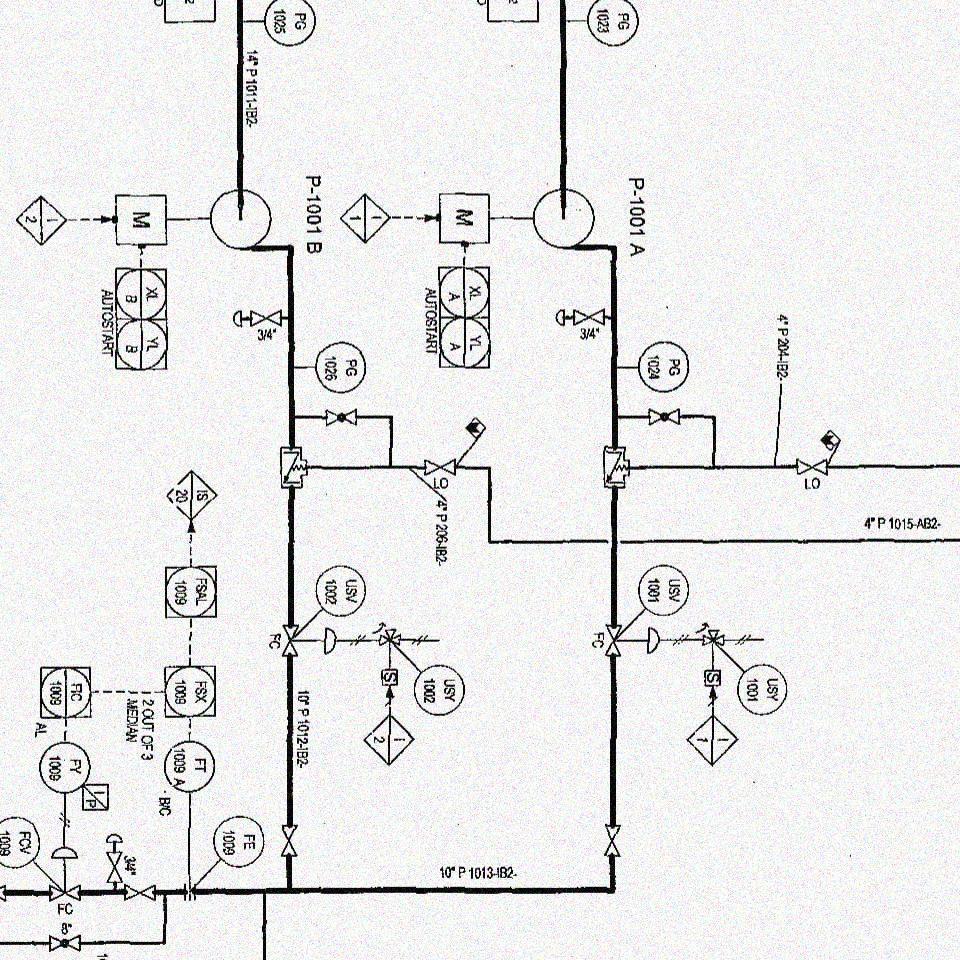 PG
1025
PG
1023
14" P 1011-IB2-
P-1001 B
P-1001 A
I
2
M
I
1
M
XL
B
YL
B
AUTOSTART
XL
A
YL
A
AUTOSTART
3/4"
3/4"
PG
1026
PG
1024
4" P 204-IB2-
LO
LO
4" P 206-IB2-
4" P 1015-AB2-
IS
20
FSAL
1009
USV
1002
USV
1001
FC
FC
USY
1002
USY
1001
S
S
I
2
I
1
FIC
1009
AL
FSX
1009
2 OUT OF 3
MEDIAN
10" P 1012-IB2-
FY
1009
I/P
FT
1009 A
B/C
FCV
1009
3/4"
FE
1009
10" P 1013-IB2-
FC
8"